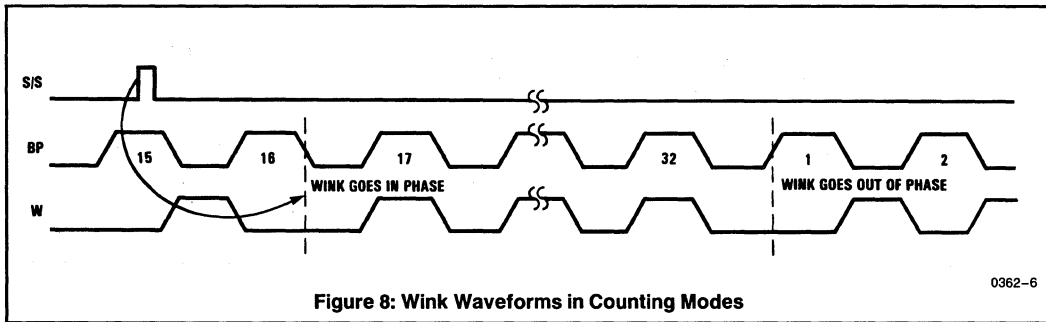 S/S
BP
15
16
17
32
1
2
WINK GOES IN PHASE
WINK GOES OUT OF PHASE
W
0362–6
Figure 8: Wink Waveforms in Counting Modes